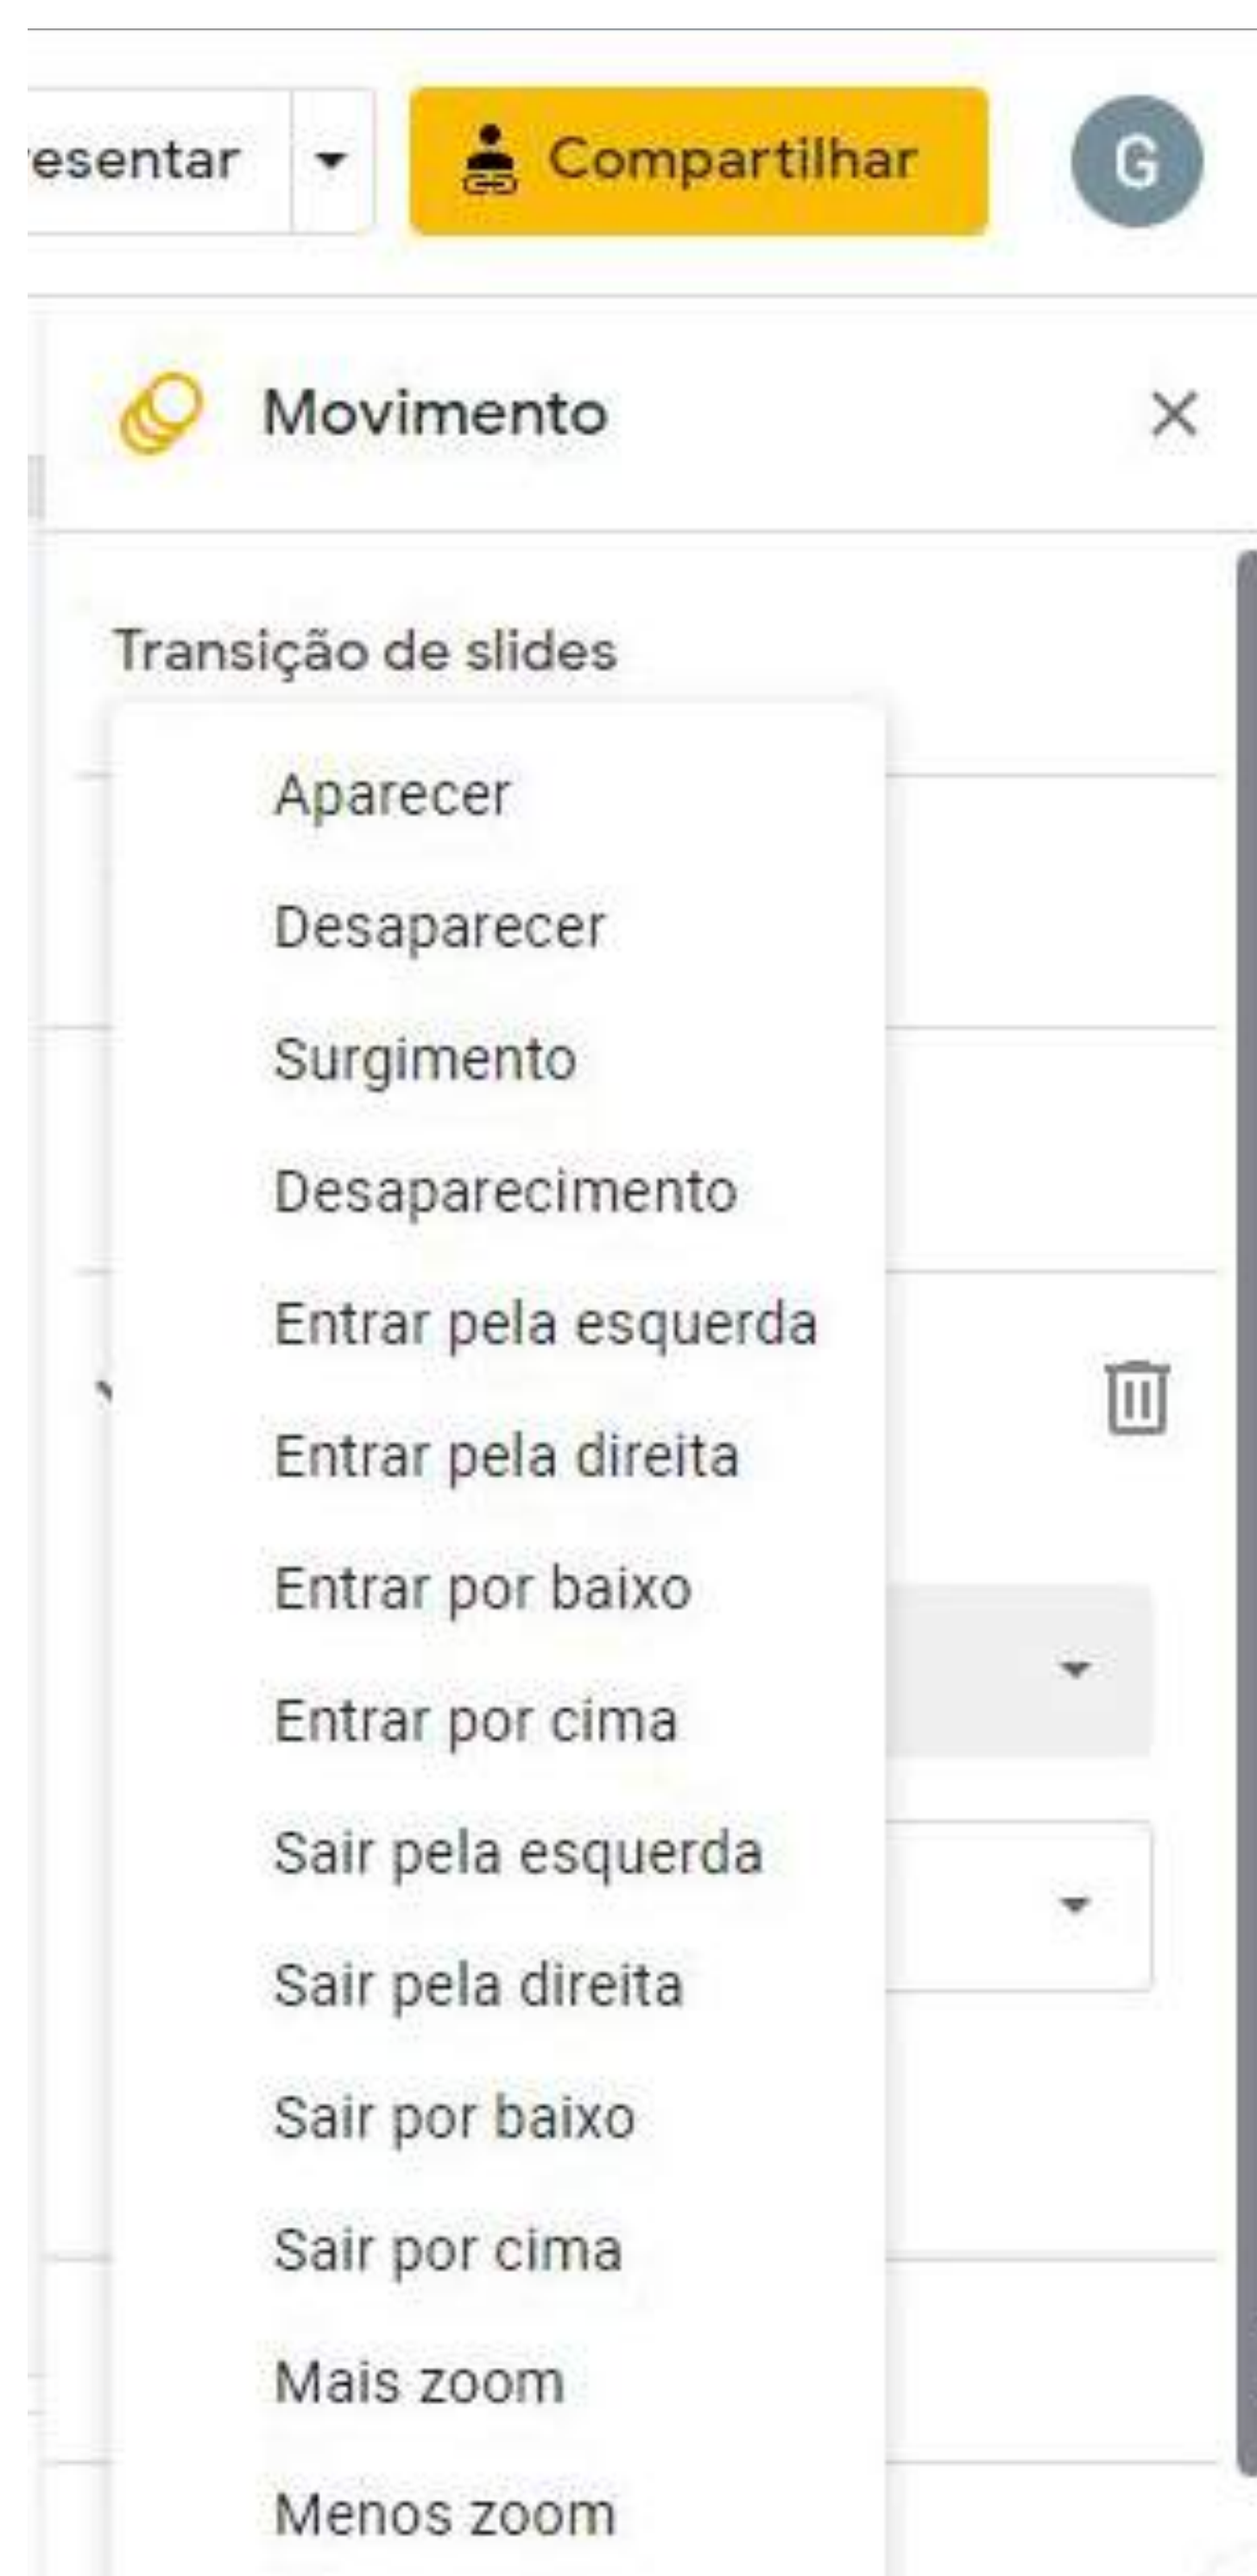 esentar
Compartilhar
G
Movimento
Transição de slides
Aparecer
Desaparecer
Surgimento
Desaparecimento
Entrar pela esquerda
Entrar pela direita
Entrar por baixo
Entrar por cima
Sair pela esquerda
Sair pela direita
Sair por baixo
Sair por cima
Mais zoom
Menos zoom